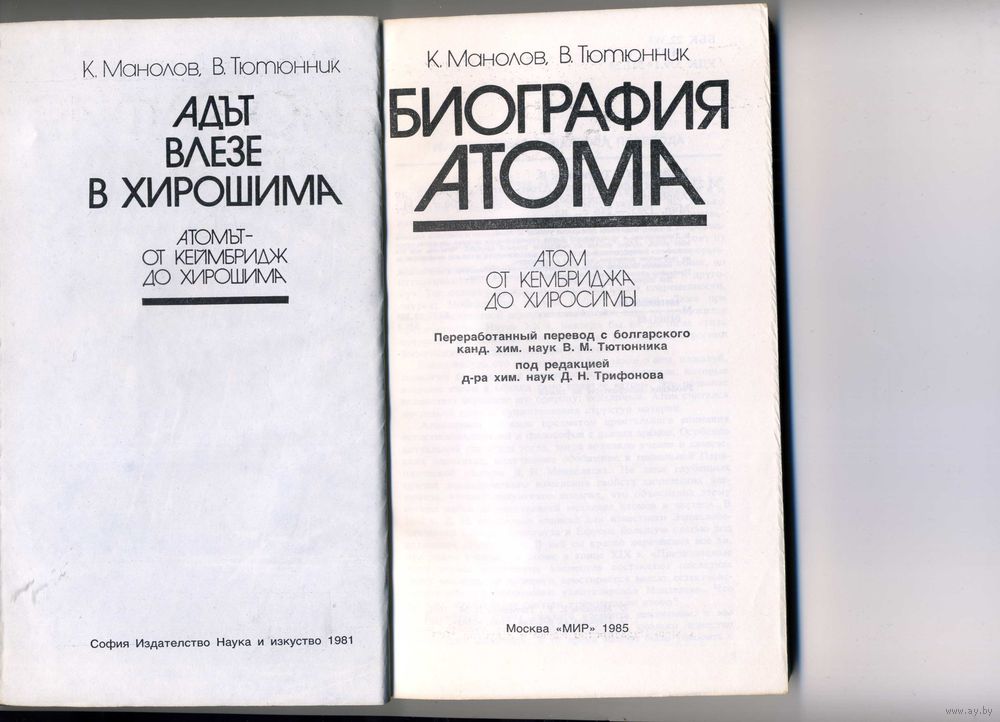 К. Манолов, В. Тютюнник
АДЪТ
ВЛЕЗЕ
В ХИРОШИМА
АТОМЪТ-
ОТ КЕЙМБРИДЖ
ДО ХИРОШИМА
София Издателство Наука и изкуство 1981
К. Манолов, В. Тютюнник
БИОГРАФИЯ
АТОМА
АТОМ
ОТ КЕМБРИДЖА
ДО ХИРОСИМЫ
Переработанный перевод с болгарского
канд. хим. наук В. М. Тютюнника
под редакцией
д-ра хим. наук Д. Н. Трифонова
Москва «МИР» 1985
www.ay.by